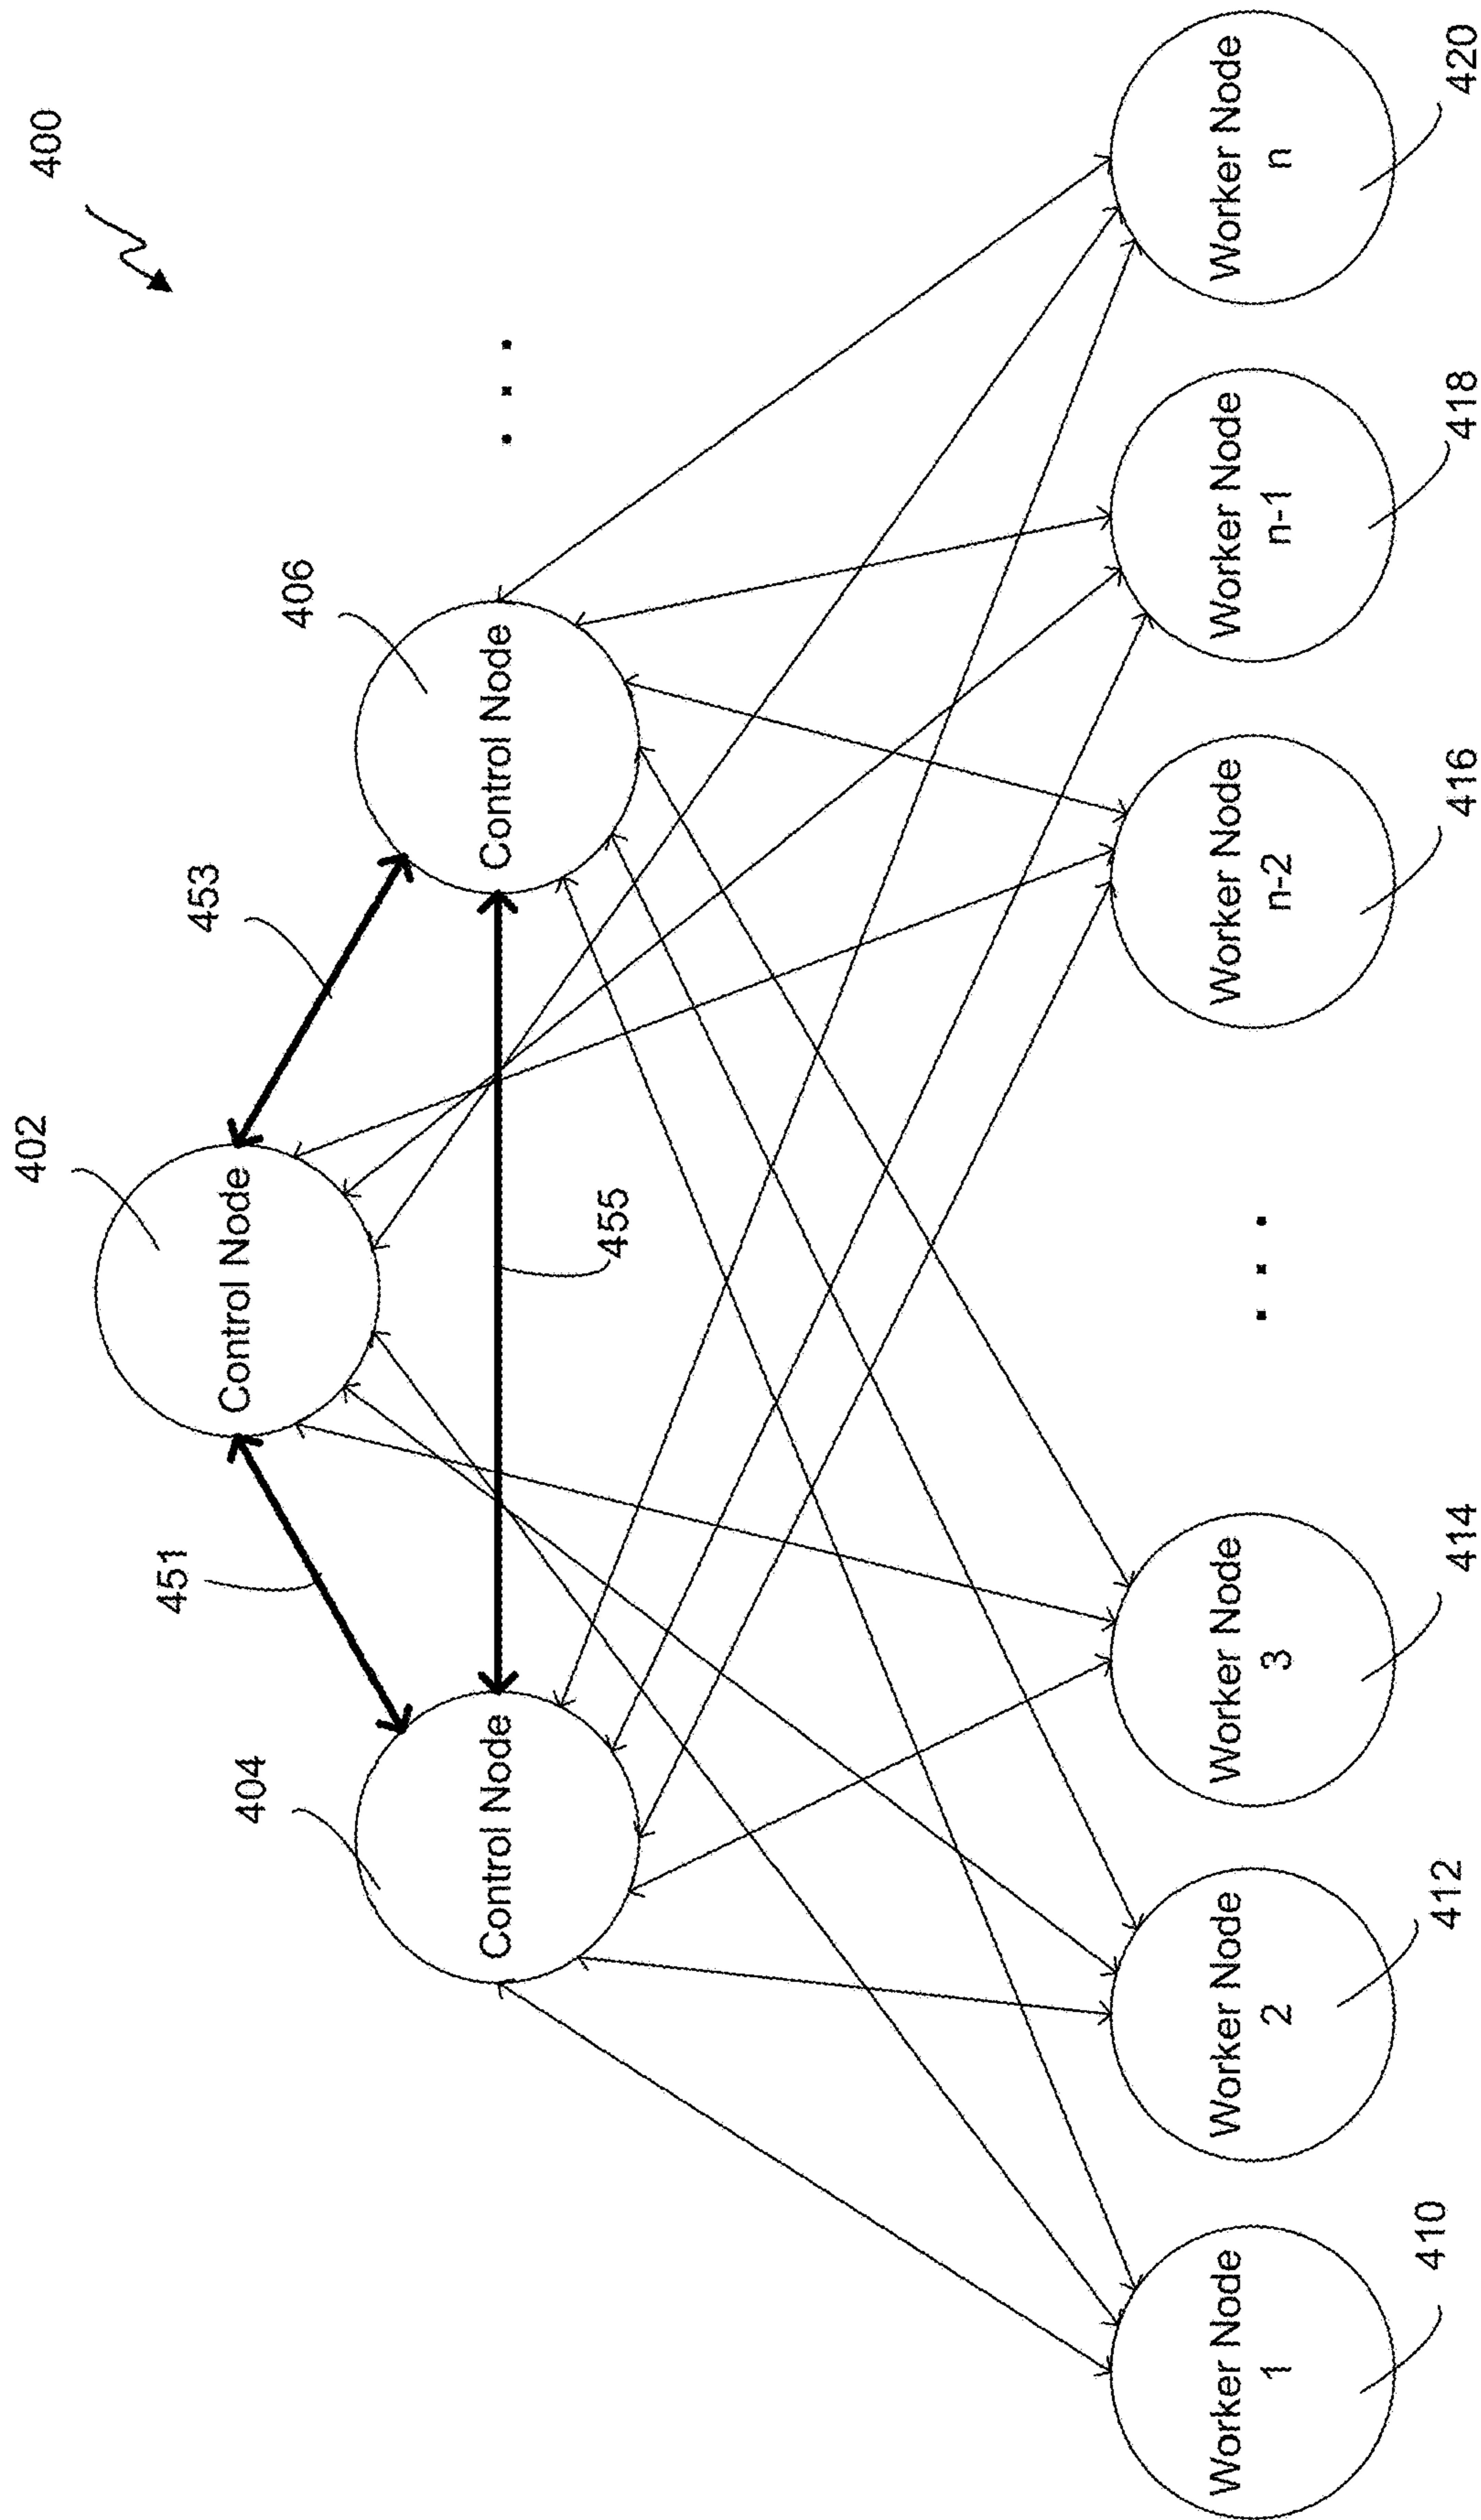 400
402
Control Node
451
453
404
406
Control Node
Control Node
. . .
455
Worker Node
1
Worker Node
2
Worker Node
3
. . .
Worker Node
n-2
Worker Node
n-1
Worker Node
n
410
412
414
416
418
420